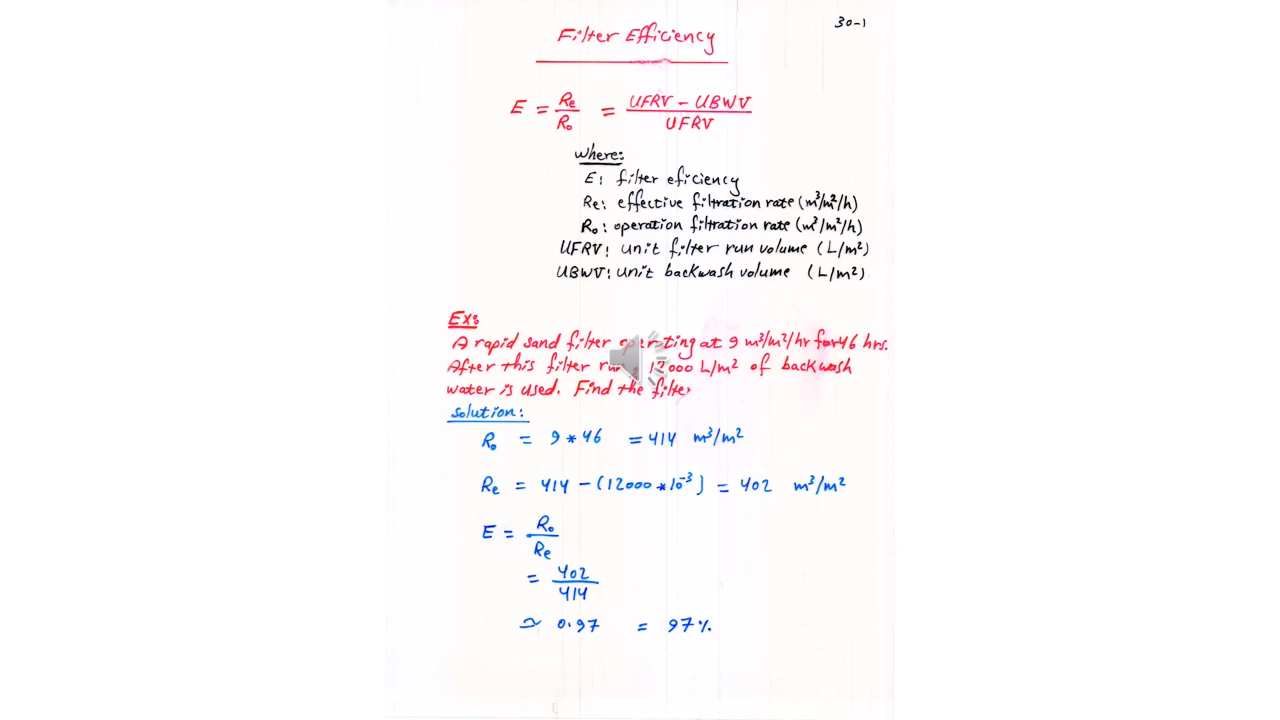 30-1
Filter Efficiency
E = Re/Ro = UFRV - UBWV/UFRV
where:
E: filter eficiency
Re: effective filtration rate (m³/m²/h)
Ro: operation filtration rate (m³/m²/h)
UFRV: unit filter run volume (L/m²)
UBWV: unit backwash volume (L/m²)
Ex:
A rapid sand filter operating at 9 m³/m²/hr for 46 hrs.
After this filter 12000 L/m² of backwash
water is used. Find the filter
solution:
Ro = 9 * 46 = 414 m³/m²
Re = 414 - (12000 * 10⁻³) = 402 m³/m²
E = Ro/Re
= 402/414
≃ 0.97 = 97%